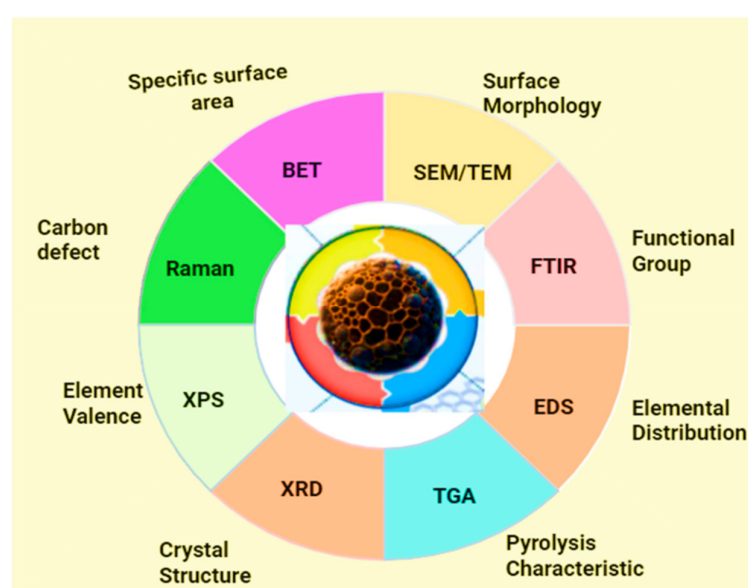 Specific surface
area
Surface
Morphology
BET
SEM/TEM
Carbon
defect
Raman
FTIR
Functional
Group
Element
Valence
XPS
EDS
Elemental
Distribution
XRD
TGA
Crystal
Structure
Pyrolysis
Characteristic